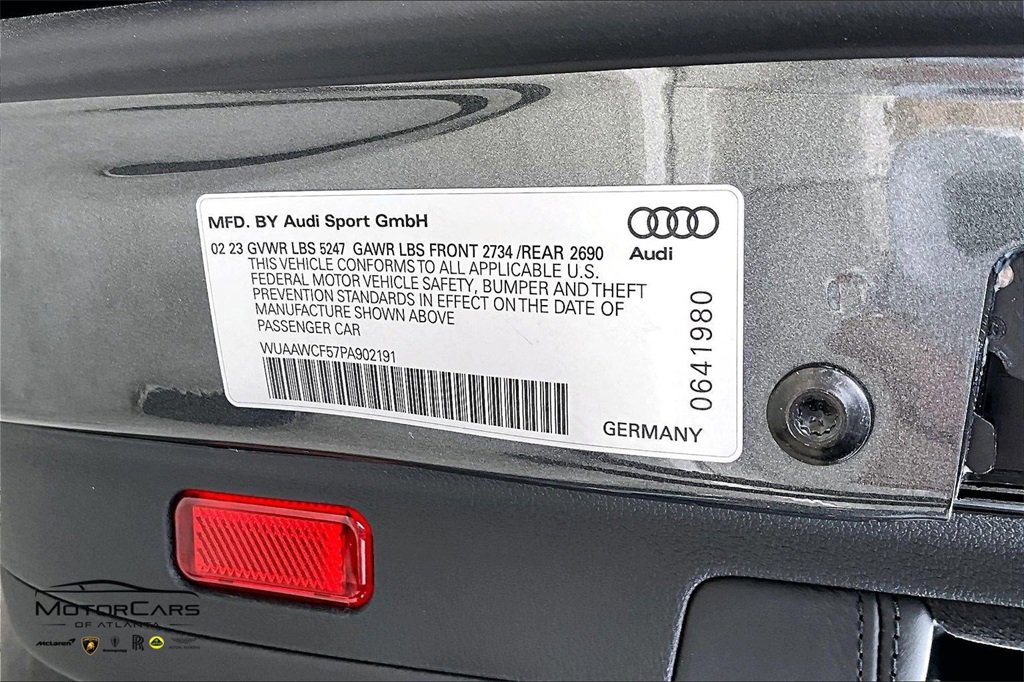 MFD. BY Audi Sport GmbH
Audi
02 23 GVWR LBS 5247 GAWR LBS FRONT 2734 /REAR 2690
THIS VEHICLE CONFORMS TO ALL APPLICABLE U.S.
FEDERAL MOTOR VEHICLE SAFETY, BUMPER AND THEFT
PREVENTION STANDARDS IN EFFECT ON THE DATE OF
MANUFACTURE SHOWN ABOVE
PASSENGER CAR
WUAAWCF57PA902191
0641980
GERMANY
MOTORCARS
OF ATLANTA
McLaren